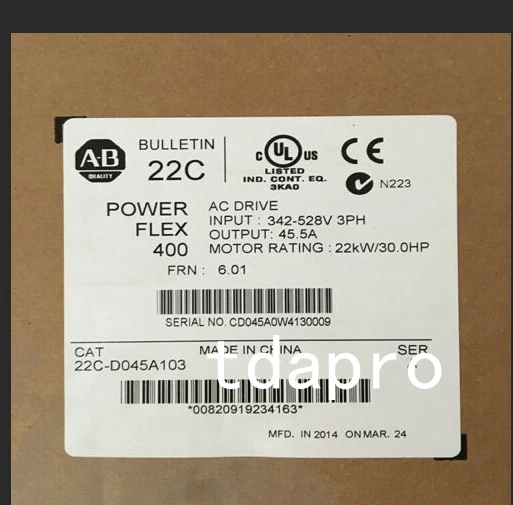 A-B
QUALITY
BULLETIN
22C
c UL US
LISTED
IND. CONT. EQ.
3KA0
CE
N223
POWER
FLEX
400
AC DRIVE
INPUT : 342-528V 3PH
OUTPUT: 45.5A
MOTOR RATING : 22kW/30.0HP
FRN : 6.01
SERIAL NO. CD045A0W4130009
CAT MADE IN CHINA SER
22C-D045A103
tdapro
*00820919234163*
MFD. IN 2014 ON MAR. 24